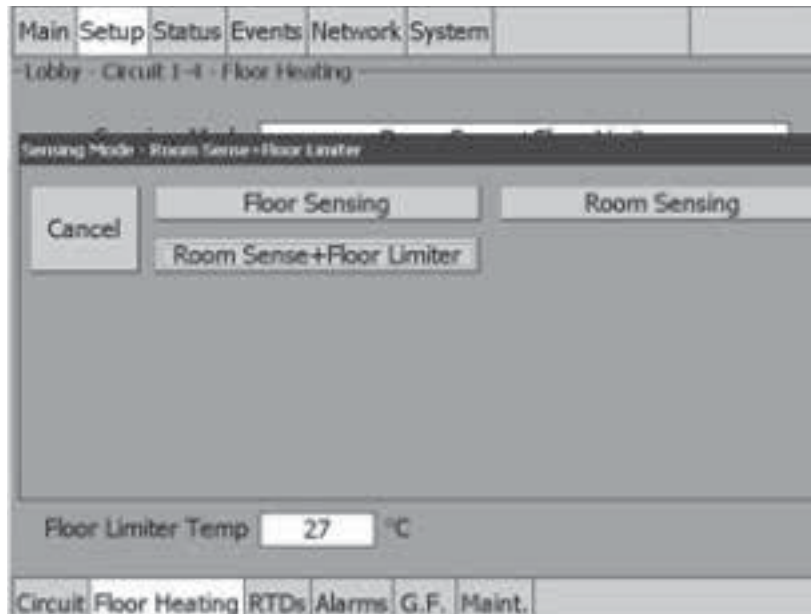 Main Setup Status Events Network System
Lobby - Circuit 1-4 - Floor Heating
Sensing Mode - Room Sense+Floor Limiter
Cancel
Floor Sensing
Room Sensing
Room Sense+Floor Limiter
Floor Limiter Temp 27 °C
Circuit Floor Heating RTDs Alarms G.F. Maint.